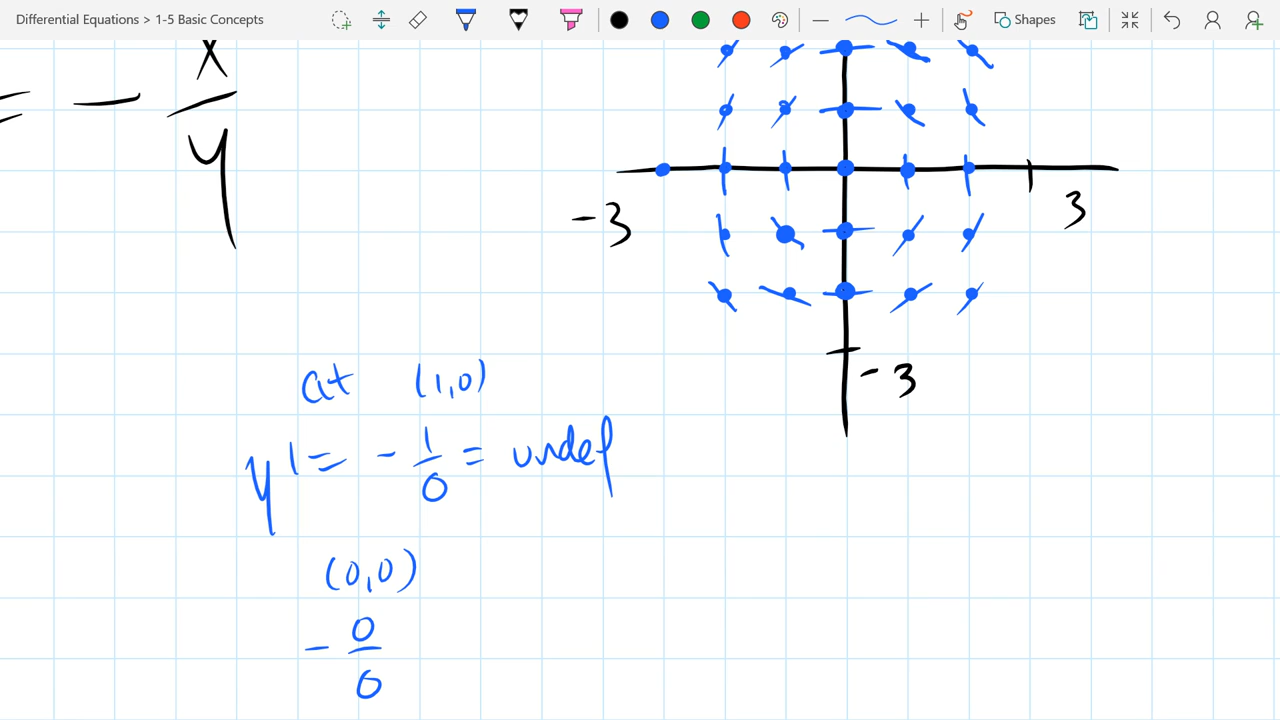 Differential Equations > 1-5 Basic Concepts
Shapes
= - x/y
-3
3
-3
at (1,0)
y' = - 1/0 = undef
(0,0)
- 0/0